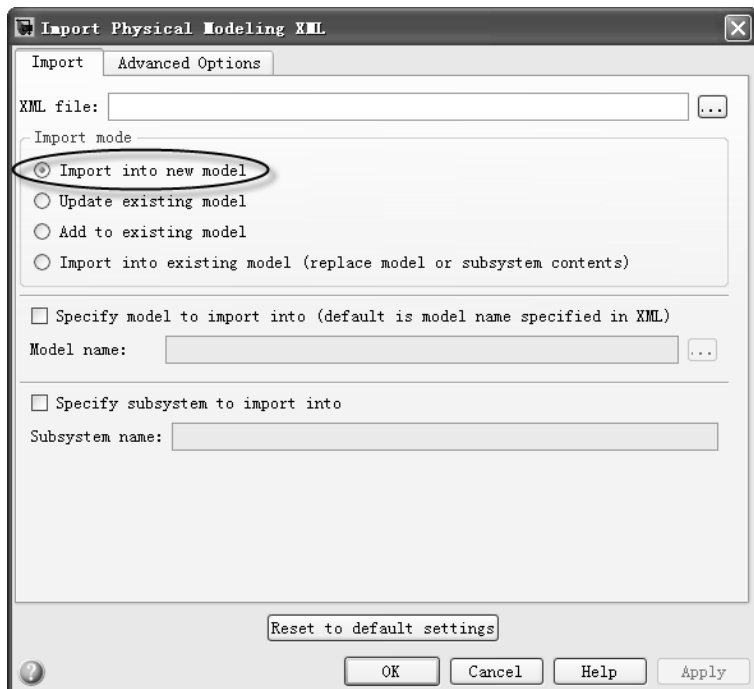 Import Physical Modeling XML
Import
Advanced Options
XML file:
...
Import mode
Import into new model
Update existing model
Add to existing model
Import into existing model (replace model or subsystem contents)
Specify model to import into (default is model name specified in XML)
Model name:
...
Specify subsystem to import into
Subsystem name:
Reset to default settings
?
OK
Cancel
Help
Apply